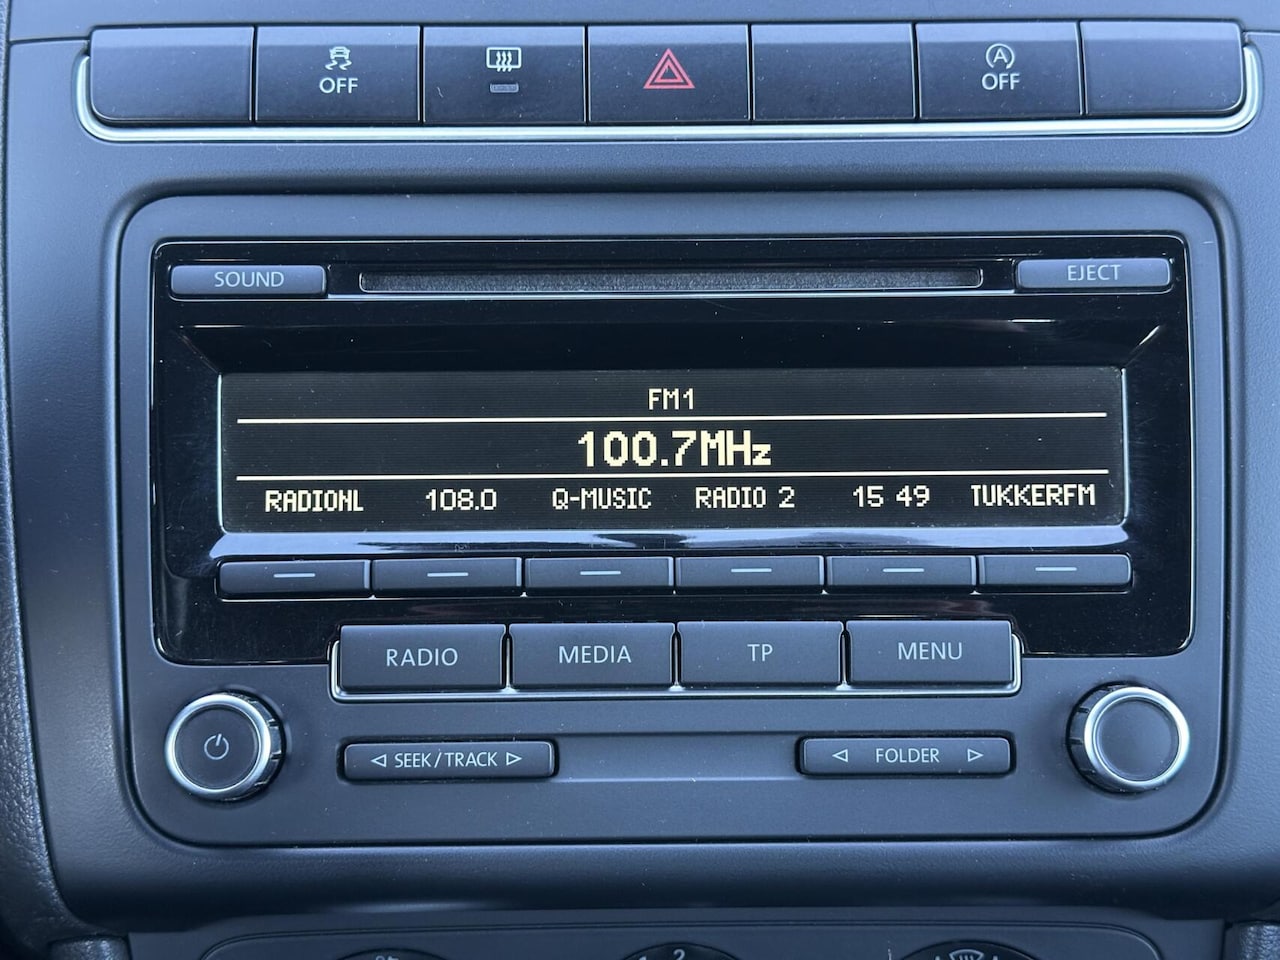 OFF
A
OFF
SOUND
EJECT
FM1
100.7MHz
RADIONL 108.0 Q-MUSIC RADIO 2 15 49 TUKKERFM
RADIO MEDIA TP MENU
SEEK/TRACK FOLDER
2